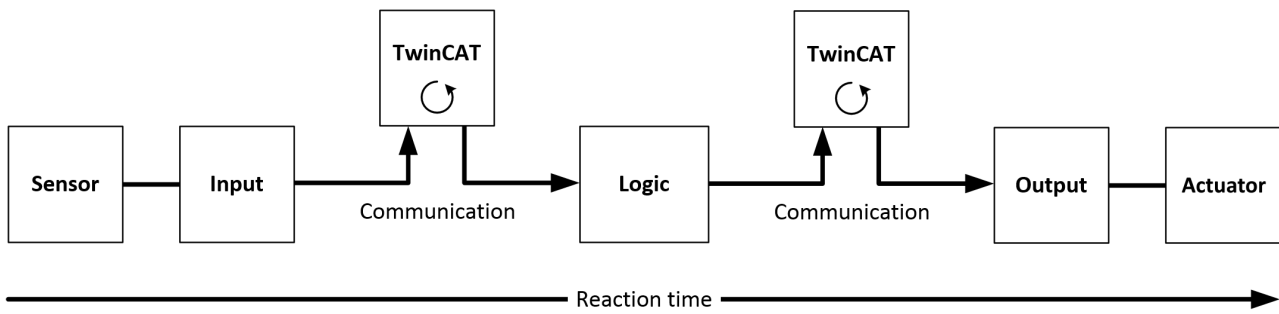 TwinCAT
TwinCAT
Sensor
Input
Communication
Logic
Communication
Output
Actuator
Reaction time